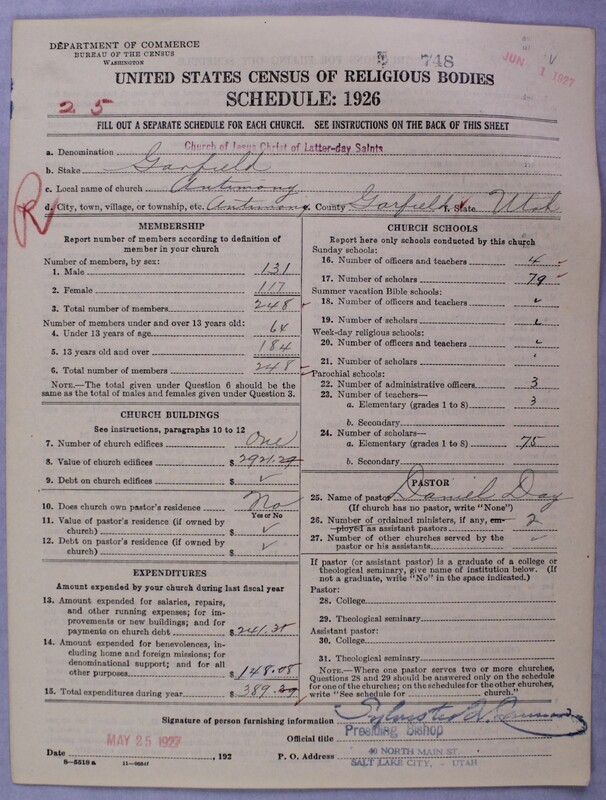 DEPARTMENT OF COMMERCE
BUREAU OF THE CENSUS
WASHINGTON
748
JUN 1 1927
UNITED STATES CENSUS OF RELIGIOUS BODIES
SCHEDULE: 1926
25
FILL OUT A SEPARATE SCHEDULE FOR EACH CHURCH. SEE INSTRUCTIONS ON THE BACK OF THIS SHEET
a. Denomination Church of Jesus Christ of Latter-day Saints
b. Stake Garfield
c. Local name of church Antimony
d. City, town, village, or township, etc. Antimony e. County Garfield f. State Utah
R
MEMBERSHIP
Report number of members according to definition of
member in your church
Number of members, by sex:
1. Male 131
2. Female 117
3. Total number of members 248
Number of members under and over 13 years old:
4. Under 13 years of age 64
5. 13 years old and over 184
6. Total number of members 248
NOTE.—The total given under Question 6 should be
same as the total of males and females given under Question 3.
CHURCH BUILDINGS
See instructions, paragraphs 10 to 12
7. Number of church edifices One
8. Value of church edifices $2921.29
9. Debt on church edifices $ ✓
10. Does church own pastor's residence No
Yes or No
11. Value of pastor's residence (if owned by
church) $ ✓
12. Debt on pastor's residence (if owned by
church) $ ✓
EXPENDITURES
Amount expended by your church during last fiscal year
13. Amount expended for salaries, repairs,
and other running expenses; for im-
provements or new buildings; and for
payments on church debt $241.31
14. Amount expended for benevolences,
including home and foreign missions; for
denominational support; and for all
other purposes $148.08
15. Total expenditures during year $389.39
CHURCH SCHOOLS
Report here only schools conducted by this church
Sunday schools:
16. Number of officers and teachers 4
17. Number of scholars 79
Summer vacation Bible schools:
18. Number of officers and teachers
19. Number of scholars
Week-day religious schools:
20. Number of officers and teachers
21. Number of scholars
Parochial schools:
22. Number of administrative officers 3
23. Number of teachers—
a. Elementary (grades 1 to 8) 3
b. Secondary
24. Number of scholars—
a. Elementary (grades 1 to 8) 75
b. Secondary
PASTOR
25. Name of pastor Daniel Day
(If church has no pastor, write "None")
26. Number of ordained ministers, if any, em-
ployed as assistant pastors 2
27. Number of other churches served by the
pastor or his assistants ✓
If pastor (or assistant pastor) is a graduate of a college or
theological seminary, give name of institution below. (If
not a graduate, write "No" in the space indicated.)
Pastor:
28. College
29. Theological seminary
Assistant pastor:
30. College
31. Theological seminary
NOTE.—Where one pastor serves two or more churches,
Questions 28 and 29 should be answered only on the schedule
for one of the churches; on the schedules for the other churches,
write "See schedule for church."
Signature of person furnishing information Sylvester Q. Cannon
Official title Presiding Bishop
Date MAY 25 1927, 192 P. O. Address 40 NORTH MAIN ST.
SALT LAKE CITY, - UTAH
8—5518a